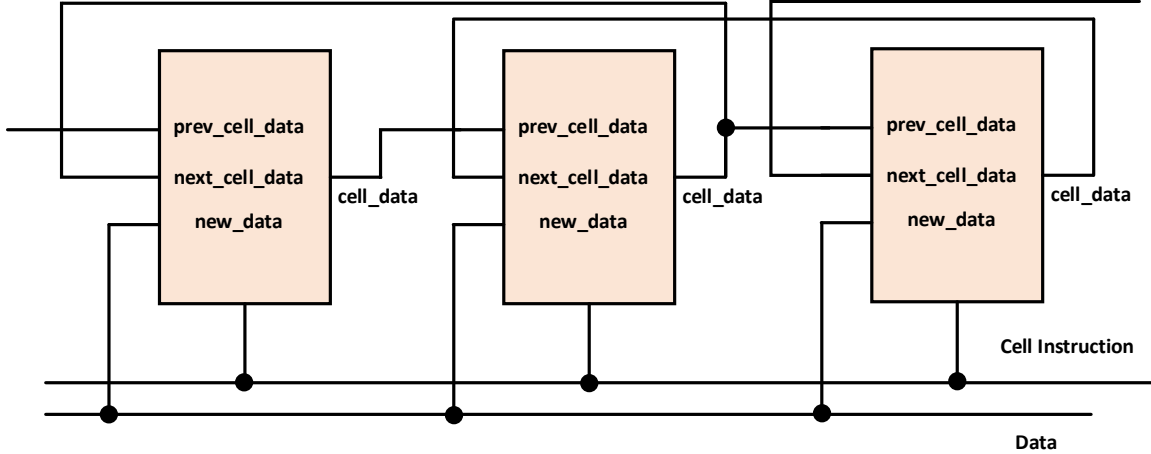 prev_cell_data
next_cell_data
new_data
cell_data
prev_cell_data
next_cell_data
new_data
cell_data
prev_cell_data
next_cell_data
new_data
cell_data
Cell Instruction
Data